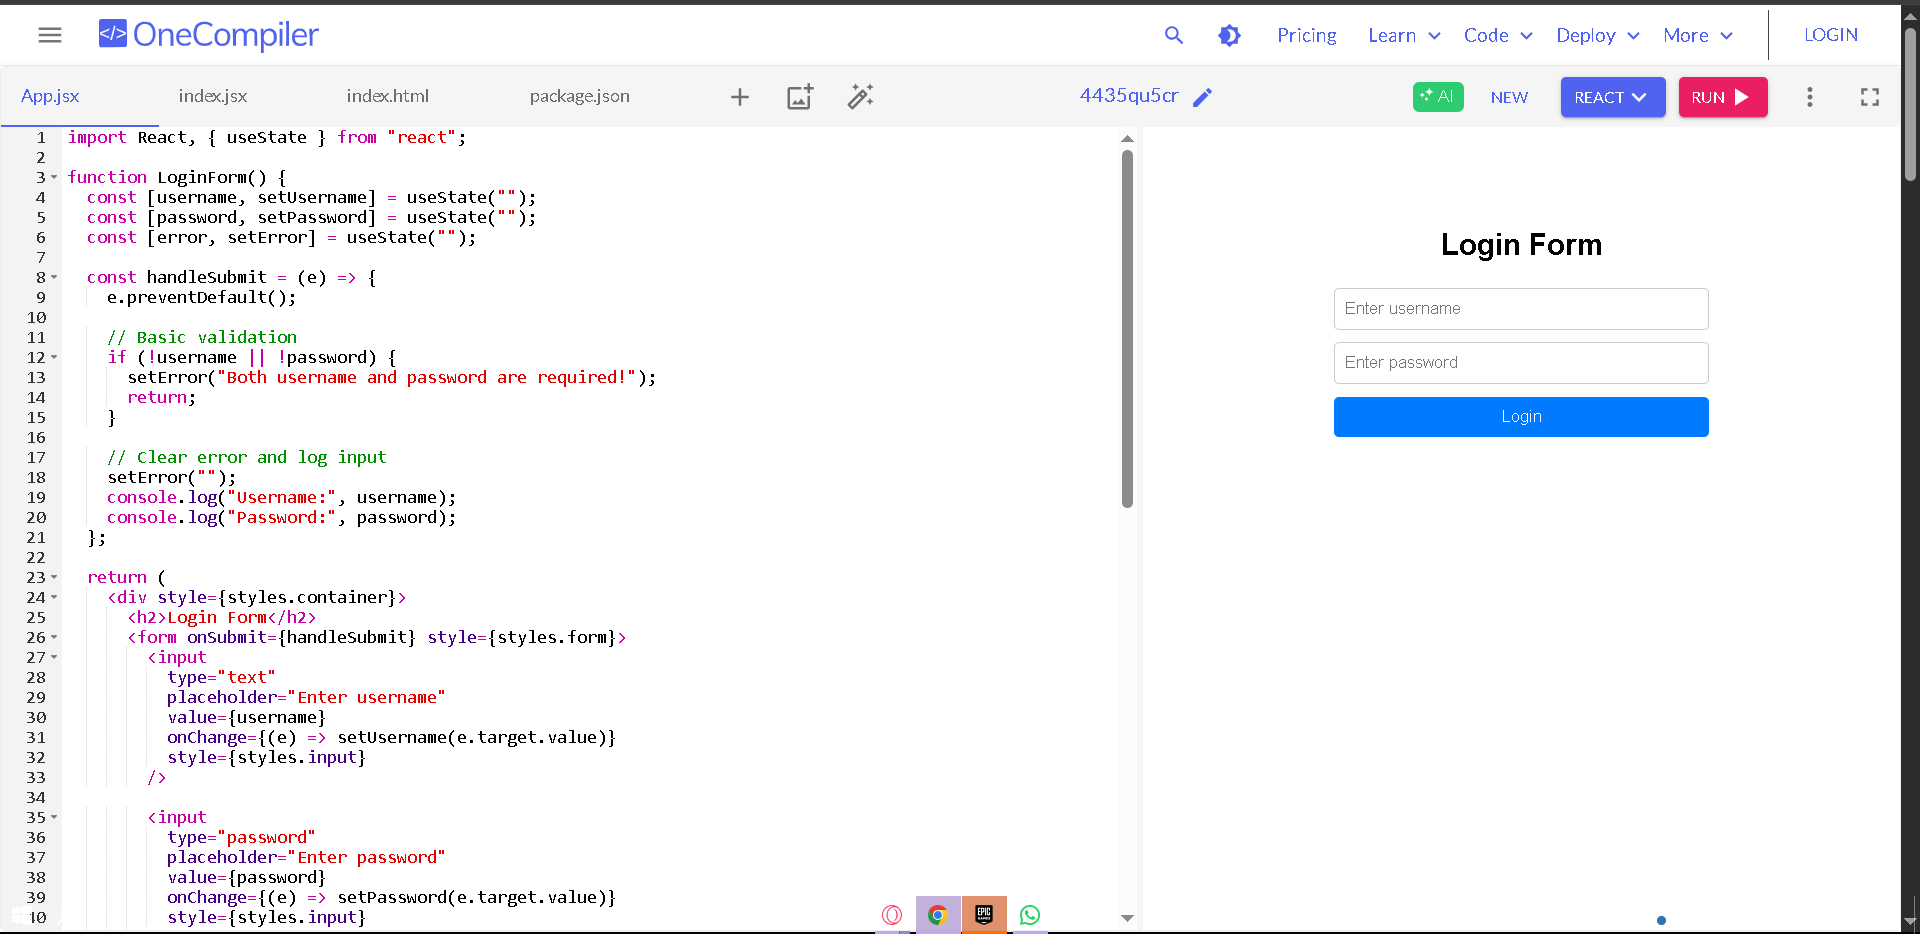 OneCompiler
Pricing
Learn
Code
Deploy
More
LOGIN
App.jsx
index.jsx
index.html
package.json
4435qu5cr
AI
NEW
REACT
RUN
1 import React, { useState } from "react";
2
3 function LoginForm() {
4 const [username, setUsername] = useState("");
5 const [password, setPassword] = useState("");
6 const [error, setError] = useState("");
7
8 const handleSubmit = (e) => {
9 e.preventDefault();
10
11 // Basic validation
12 if (!username || !password) {
13 setError("Both username and password are required!");
14 return;
15 }
16
17 // Clear error and log input
18 setError("");
19 console.log("Username:", username);
20 console.log("Password:", password);
21 };
22
23 return (
24 <div style={styles.container}>
25 <h2>Login Form</h2>
26 <form onSubmit={handleSubmit} style={styles.form}>
27 <input
28 type="text"
29 placeholder="Enter username"
30 value={username}
31 onChange={(e) => setUsername(e.target.value)}
32 style={styles.input}
33 />
34
35 <input
36 type="password"
37 placeholder="Enter password"
38 value={password}
39 onChange={(e) => setPassword(e.target.value)}
40 style={styles.input}
Login Form
Enter username
Enter password
Login
EPIC
GAMES